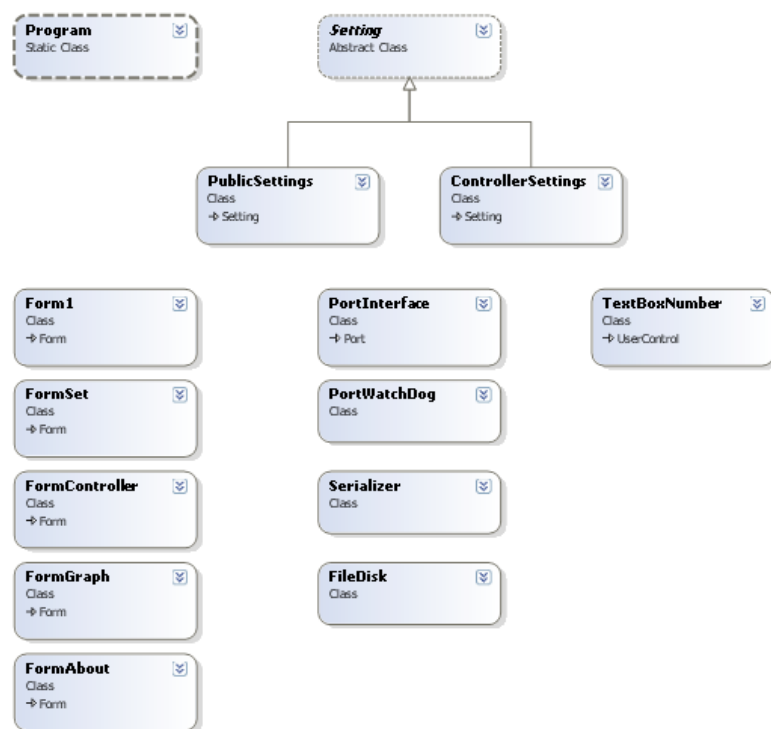 Program
Static Class
Setting
Abstract Class
PublicSettings
Class
Setting
ControllerSettings
Class
Setting
Form1
Class
Form
PortInterface
Class
Port
TextBoxNumber
Class
UserControl
FormSet
Class
Form
PortWatchDog
Class
FormController
Class
Form
Serializer
Class
FormGraph
Class
Form
FileDisk
Class
FormAbout
Class
Form